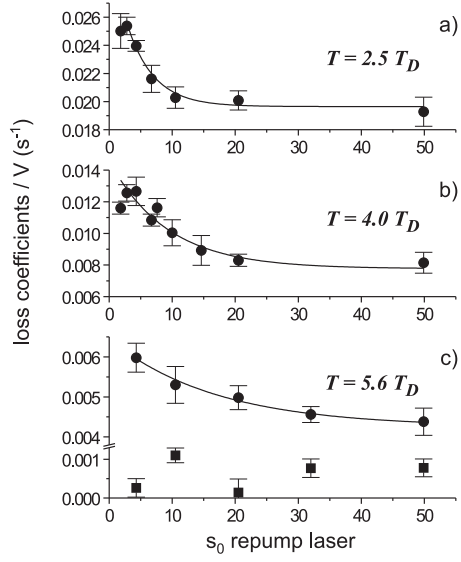 loss coefficients / V (s-1)
a)
T = 2.5 TD
0.026
0.024
0.022
0.020
0.018
0 10 20 30 40 50
b)
T = 4.0 TD
0.014
0.012
0.010
0.008
0.006
0 10 20 30 40 50
c)
T = 5.6 TD
0.006
0.005
0.004
0.001
0.000
0 10 20 30 40 50
s0 repump laser